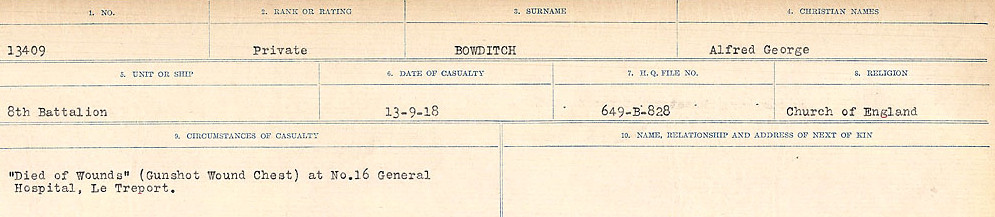 1. NO. 2. RANK OR RATING 3. SURNAME 4. CHRISTIAN NAMES
13409 Private BOWDITCH Alfred George
5. UNIT OR SHIP 6. DATE OF CASUALTY 7. H. Q. FILE NO. 8. RELIGION
8th Battalion 13-9-18 649-B-828 Church of England
9. CIRCUMSTANCES OF CASUALTY 10. NAME, RELATIONSHIP AND ADDRESS OF NEXT OF KIN
"Died of Wounds" (Gunshot Wound Chest) at No.16 General
Hospital, Le Treport.